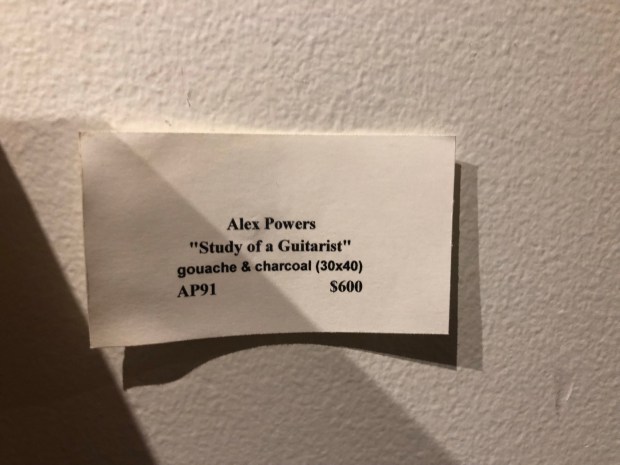 Alex Powers
"Study of a Guitarist"
gouache & charcoal (30x40)
AP91 $600